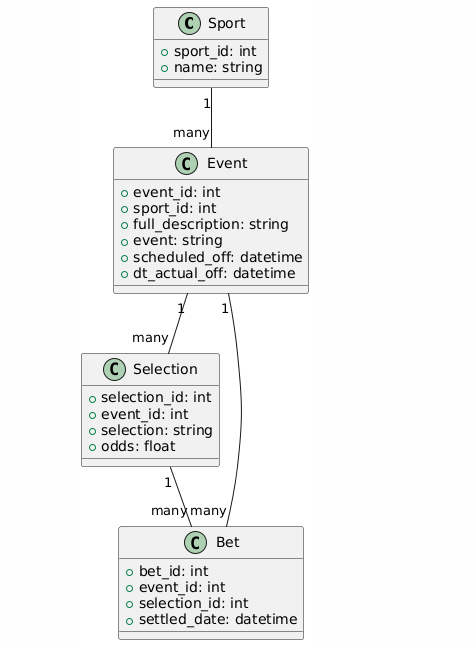 C Sport
+ sport_id: int
+ name: string
1
many
C Event
event_id: int
sport_id: int
full_description: string
event: string
scheduled_off: datetime
dt_actual_off: datetime
1 1
many
C Selection
selection_id: int
event_id: int
selection: string
odds: float
1
many many
C Bet
bet_id: int
event_id: int
selection_id: int
settled_date: datetime